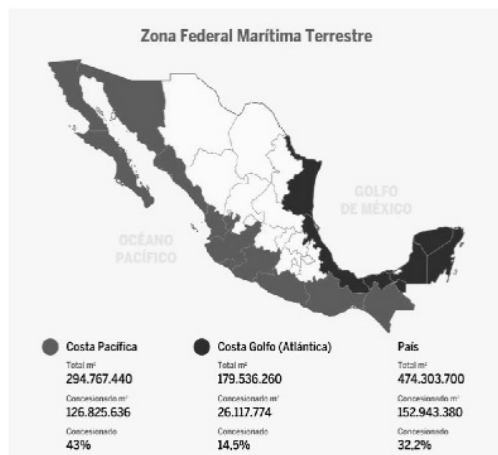 Zona Federal Marítima Terrestre
GOLFO
DE MÉXICO
OCÉANO
PACÍFICO
Costa Pacífica
Total m²
294.767.440
Concesionado m²
126.825.636
Concesionado
43%
Costa Golfo (Atlántica)
Total m²
179.536.260
Concesionado m²
26.117.774
Concesionado
14,5%
País
Total m²
474.303.700
Concesionado m²
152.943.380
Concesionado
32,2%